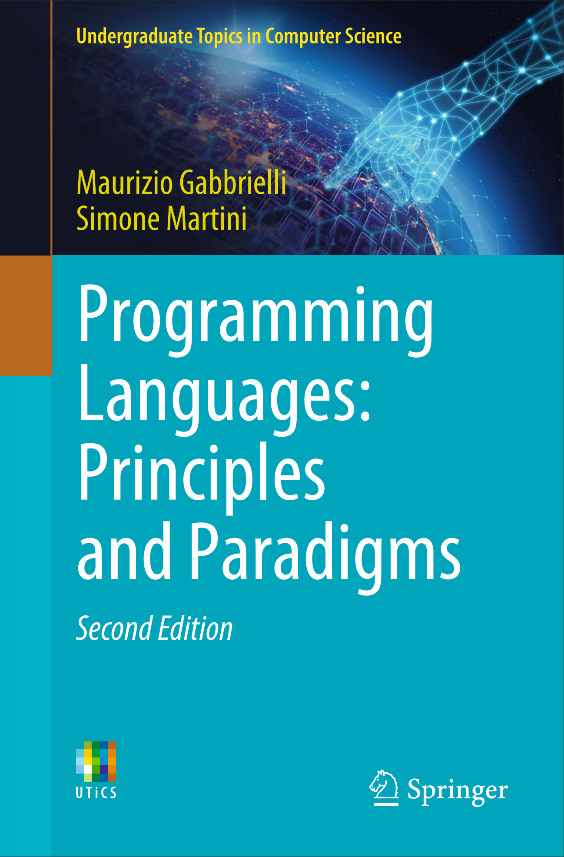 Undergraduate Topics in Computer Science
Maurizio Gabbrielli
Simone Martini
Programming
Languages:
Principles
and Paradigms
Second Edition
UTiCS
Springer